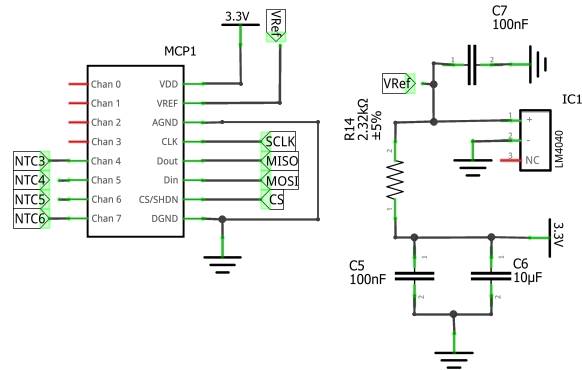 3.3V
VRef
MCP1
Chan 0
Chan 1
Chan 2
Chan 3
Chan 4
Chan 5
Chan 6
Chan 7
VDD
VREF
AGND
CLK
Dout
Din
CS/SHDN
DGND
NTC3
NTC4
NTC5
NTC6
SCLK
MISO
MOSI
CS
C7
100nF
1
2
VRef
IC1
LM4040
1
+
2
-
3
NC
R14
2.32kΩ
±5%
2
1
3.3V
C5
100nF
1
2
C6
10µF
1
2